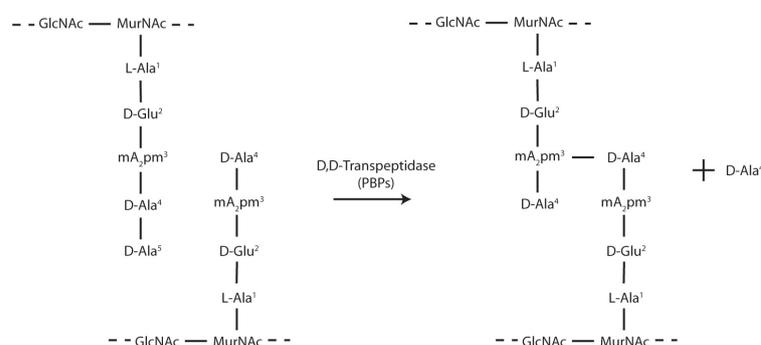 GlcNAc MurNAc GlcNAc MurNAc
L-Ala¹ L-Ala¹
D-Glu² D-Glu²
mA₂pm³ D-Ala⁴ D,D-Transpeptidase mA₂pm³ D-Ala⁴
(PBPs) + D-Ala
D-Ala⁴ mA₂pm³ D-Ala⁴ mA₂pm³
D-Ala⁵ D-Glu² D-Glu²
L-Ala¹ L-Ala¹
GlcNAc MurNAc GlcNAc MurNAc